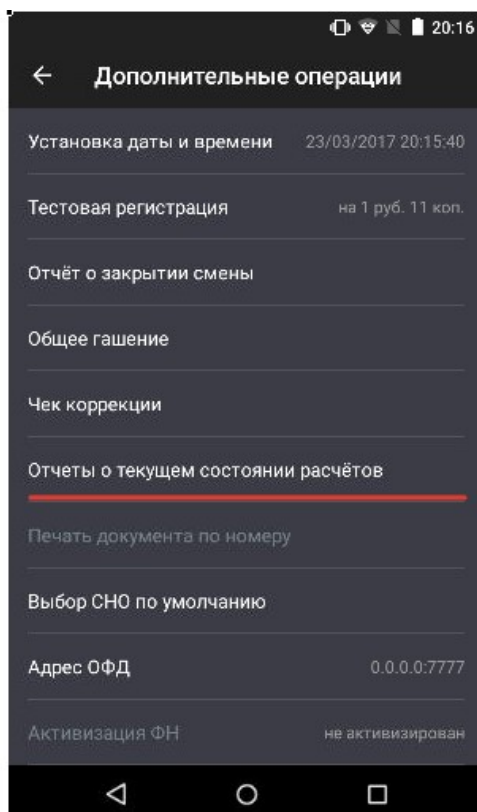 20:16
Дополнительные операции
Установка даты и времени 23/03/2017 20:15:40
Тестовая регистрация на 1 руб. 11 коп.
Отчёт о закрытии смены
Общее гашение
Чек коррекции
Отчеты о текущем состоянии расчётов
Печать документа по номеру
Выбор СНО по умолчанию
Адрес ОФД 0.0.0.0:7777
Активизация ФН не активизирован